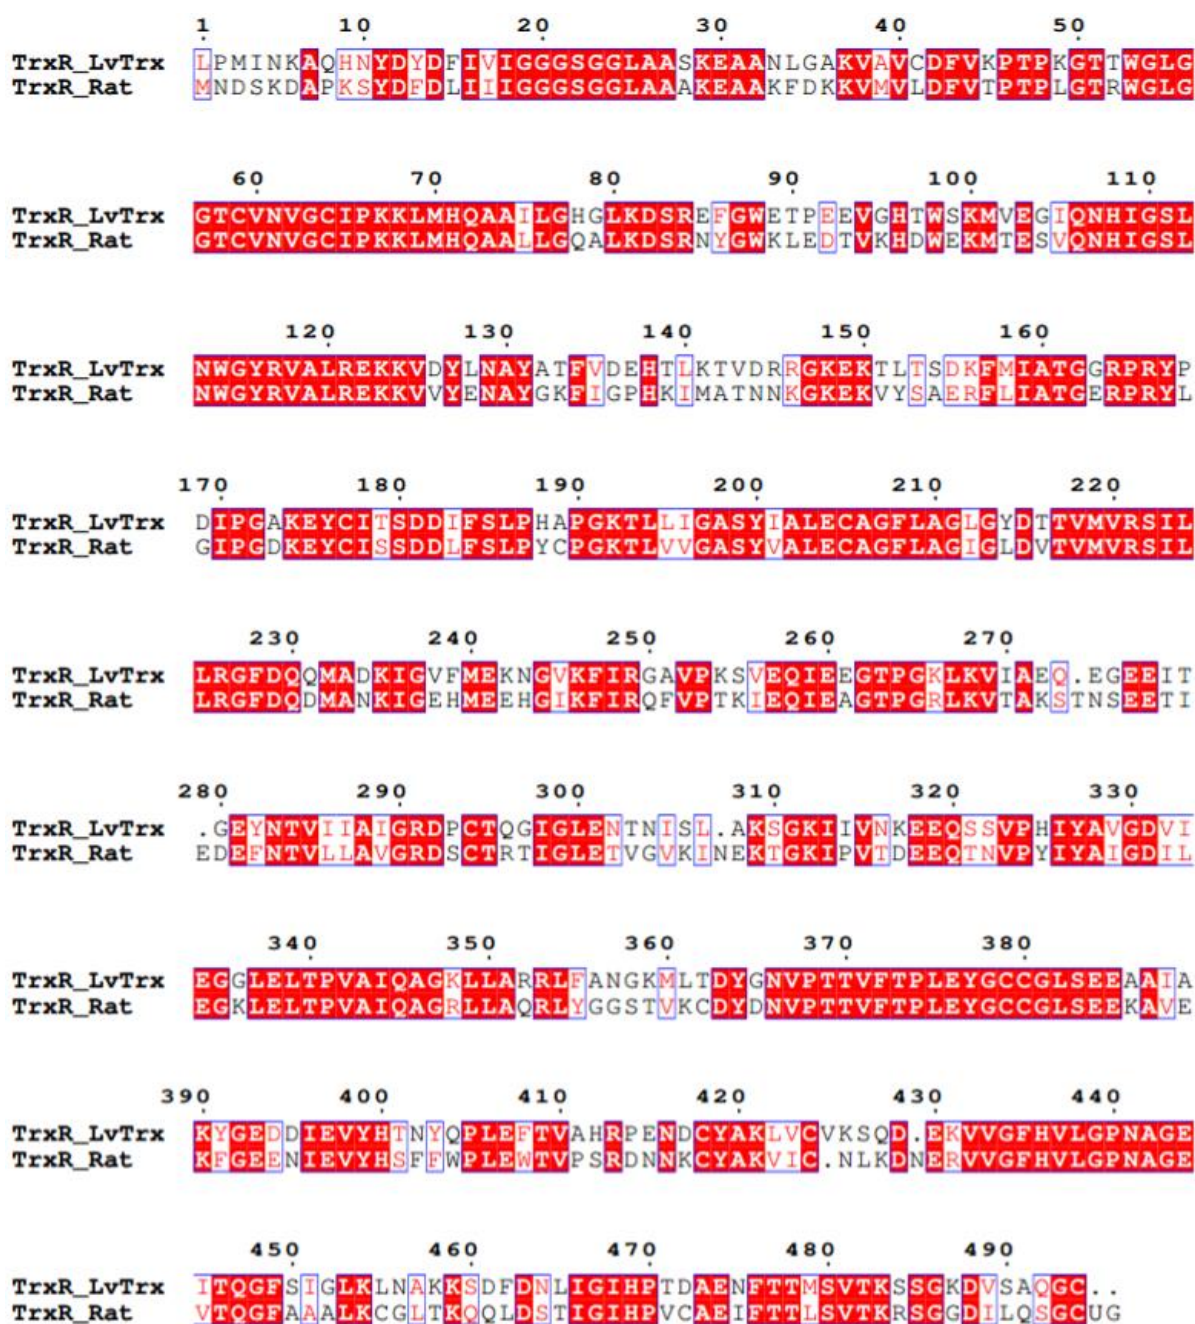 1 10 20 30 40 50
TrxR_LvTrx LPMINKAQHNYDYDFIVIGGGSGGLAASKEAANLGAKVAVCDFVKPTPKGTTWGLG
TrxR_Rat MNDSKDAPKSYDFDLIIIGGGSGGLAAAKEAAKFDKKVMVLDFVTPTPLGTRWGLG
60 70 80 90 100 110
TrxR_LvTrx GTCVNVGCIPKKLMHQAAILGHGLKDSREFGWETPEEVGHTWSKMVEGIQNHIGSL
TrxR_Rat GTCVNVGCIPKKLMHQAALLGQALKDSRNYGWKLEDTVKHDWEKMTESVQNHIGSL
120 130 140 150 160
TrxR_LvTrx NWGYRVALREKKVDYLNAYATFVDEHTLKTVDRRGKEKTLTSDKFMIATGGRPRYP
TrxR_Rat NWGYRVALREKKVVYENAYGKFIGPHKIMATNNKGKEKVYSAERFLIATGERPRYL
170 180 190 200 210 220
TrxR_LvTrx DIPGAKEYCITSDDIFSLPHAPGKTLLIGASYIALECAGFLAGLGYDTTVMVRSIL
TrxR_Rat GIPGDKEYCISSDDLFSLPYCPGKTLVVGASYVALECAGFLAGIGLDVTVMVRSIL
230 240 250 260 270
TrxR_LvTrx LRGFDQQMADKIGVFMEKNGVKFIRGAVPKSVEQIEEGTPGKLKVIAEQ.EGEEIT
TrxR_Rat LRGFDQDMANKIGEHMEEHGIKFIRQFVPTKIEQIEAGTPGRLKVTAKSTNSEETI
280 290 300 310 320 330
TrxR_LvTrx .GEYNTVIIAIGRDPCTQGIGLENTNISL.AKSGKIIVNKEEQSSVPHIYAVGDVI
TrxR_Rat EDEFNTVLLAVGRDSCTRTIGLETVGVKINEKTGKIPVTDEEQTNVPYIYAIGDIL
340 350 360 370 380
TrxR_LvTrx EGGLELTPVAIQAGKLLARRLFANGKMLTDYGNVPTTVFTPLEYGCCGLSEEAAIA
TrxR_Rat EGKLELTPVAIQAGRLLAQRLYGGSTVKCDYDNVPTTVFTPLEYGCCGLSEEKAVE
390 400 410 420 430 440
TrxR_LvTrx KYGEDDIEVYHTNYQPLEFTVAHRPENDCYAKLVCVKSQD.EKVVGFHVLGPNAGE
TrxR_Rat KFGEENIEVYHSFFWPLEWTVPSRDNNKCYAKVIC.NLKDNERVVGFHVLGPNAGE
450 460 470 480 490
TrxR_LvTrx ITQGFSIGLKLNAKKSDFDNLIGIHPTDAENFTTMSVTKSSGKDVSAQGC..
TrxR_Rat VTQGFAAALKCGLTKQQLDSTIGIHPVCAEIFTTLSVTKRSGGDILQSGCUG